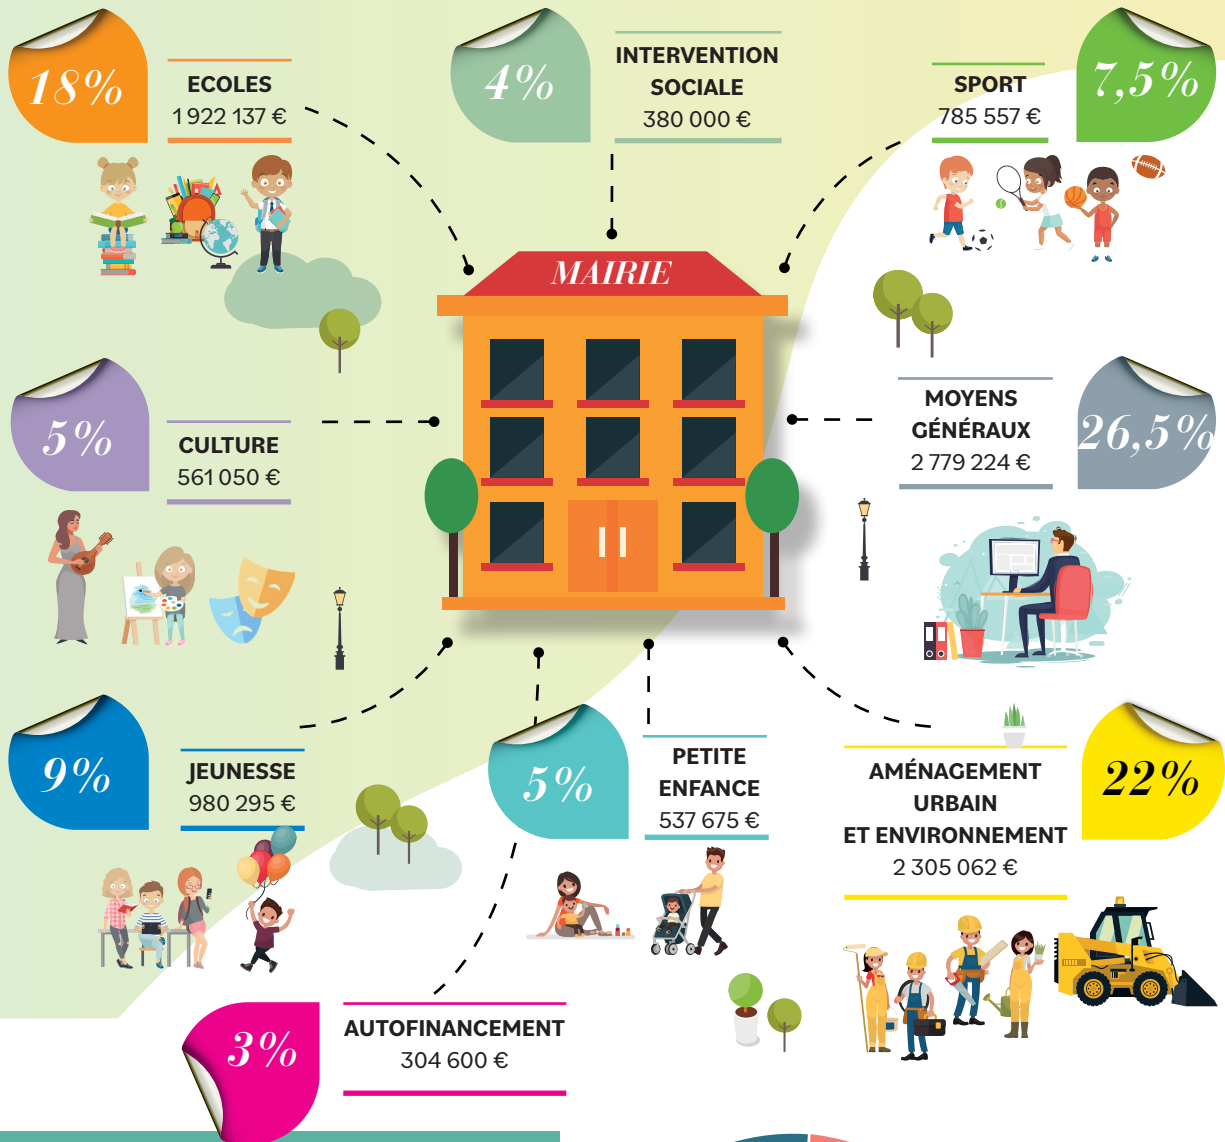 18%
ECOLES
1 922 137 €
4%
INTERVENTION
SOCIALE
380 000 €
SPORT
785 557 €
7,5%
MAIRIE
5%
CULTURE
561 050 €
MOYENS
GÉNÉRAUX
2 779 224 €
26,5%
9%
JEUNESSE
980 295 €
5%
PETITE
ENFANCE
537 675 €
AMÉNAGEMENT
URBAIN
ET ENVIRONNEMENT
2 305 062 €
22%
3%
AUTOFINANCEMENT
304 600 €